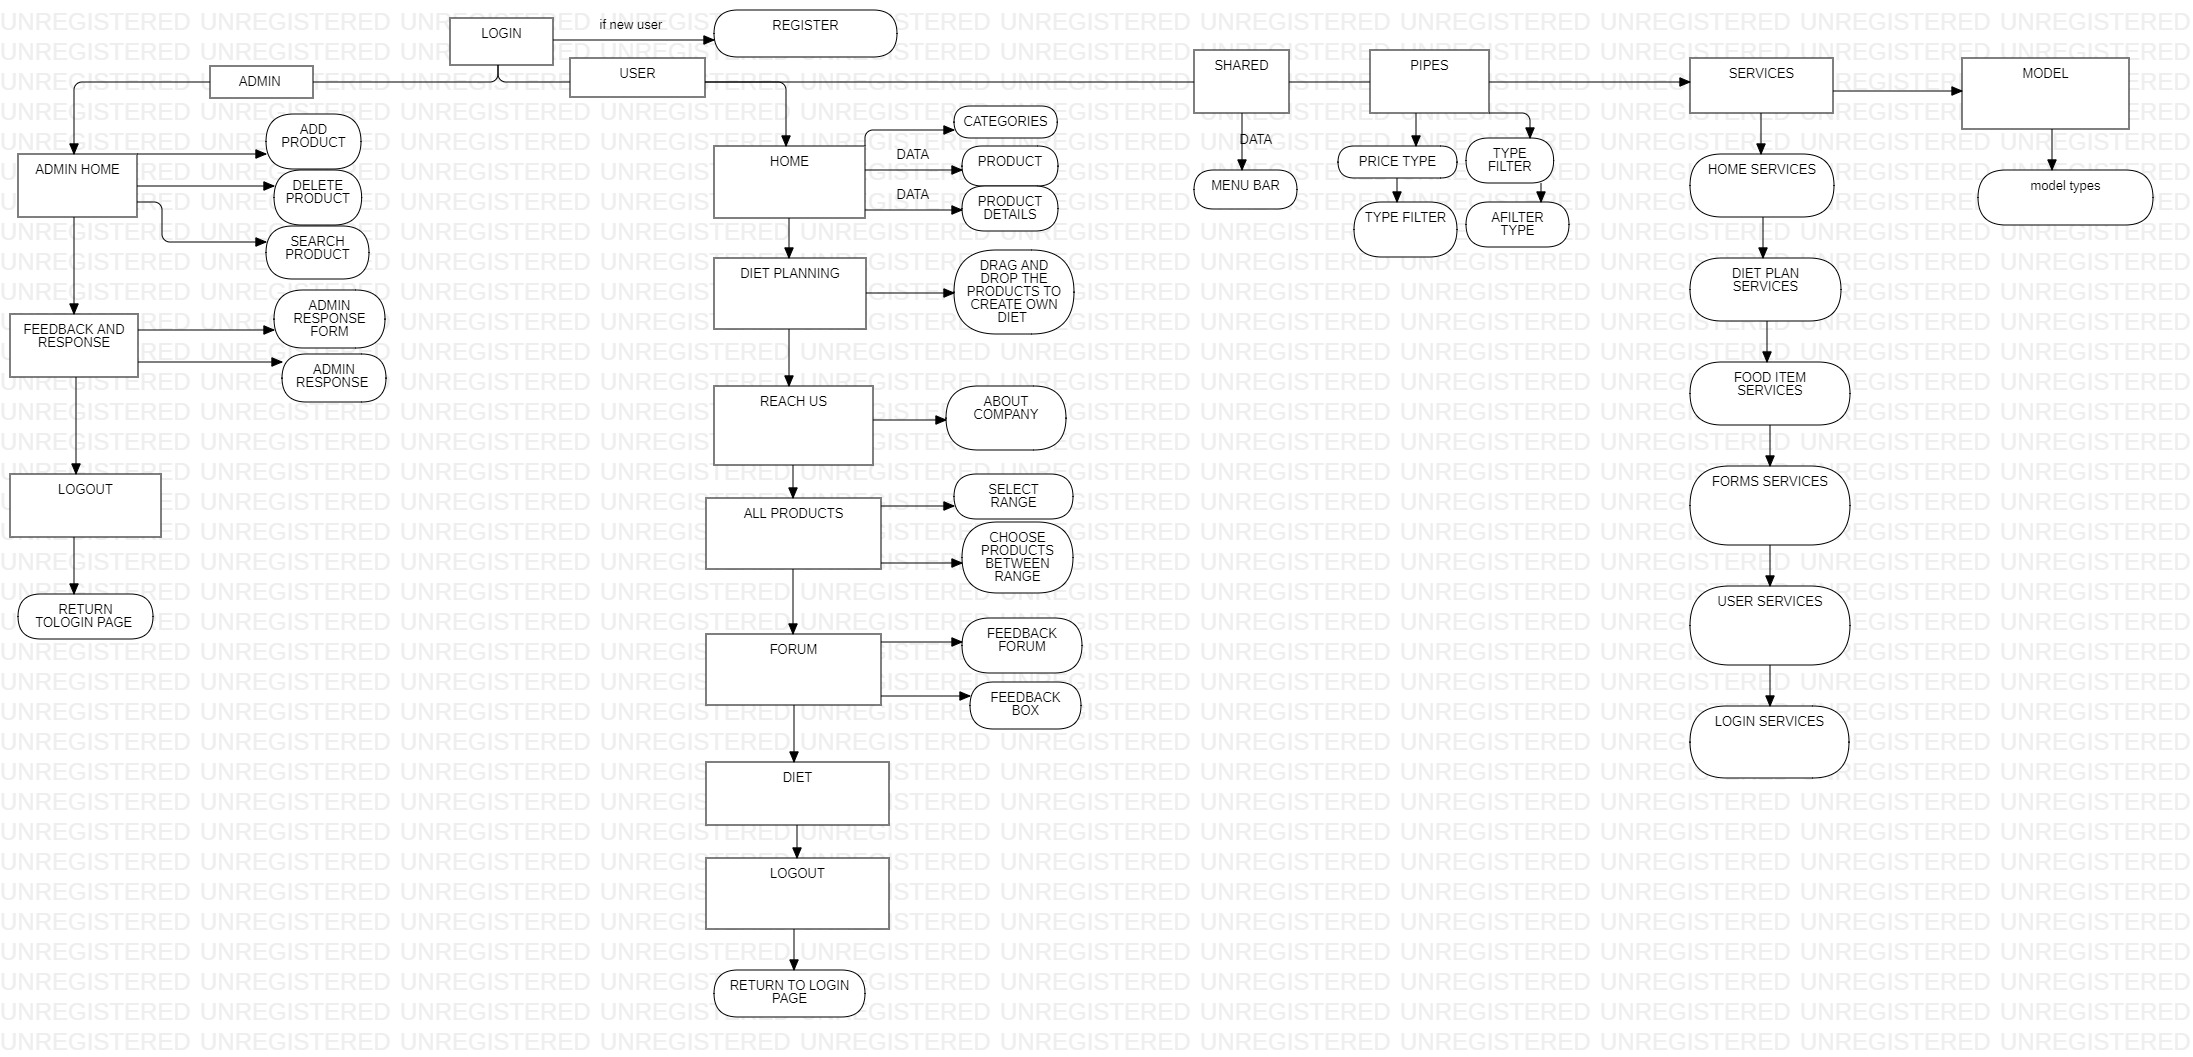 LOGIN
if new user
REGISTER
ADMIN
USER
SHARED
PIPES
SERVICES
MODEL
ADMIN HOME
ADD
PRODUCT
DELETE
PRODUCT
SEARCH
PRODUCT
FEEDBACK AND
RESPONSE
ADMIN
RESPONSE
FORM
ADMIN
RESPONSE
LOGOUT
RETURN
TOLOGIN PAGE
HOME
CATEGORIES
DATA
PRODUCT
DATA
PRODUCT
DETAILS
DIET PLANNING
DRAG AND
DROP THE
PRODUCTS TO
CREATE OWN
DIET
REACH US
ABOUT
COMPANY
ALL PRODUCTS
SELECT
RANGE
CHOOSE
PRODUCTS
BETWEEN
RANGE
FORUM
FEEDBACK
FORUM
FEEDBACK
BOX
DIET
LOGOUT
RETURN TO LOGIN
PAGE
DATA
MENU BAR
PRICE TYPE
TYPE FILTER
TYPE
FILTER
AFILTER
TYPE
HOME SERVICES
DIET PLAN
SERVICES
FOOD ITEM
SERVICES
FORMS SERVICES
USER SERVICES
LOGIN SERVICES
model types
UNREGISTERED